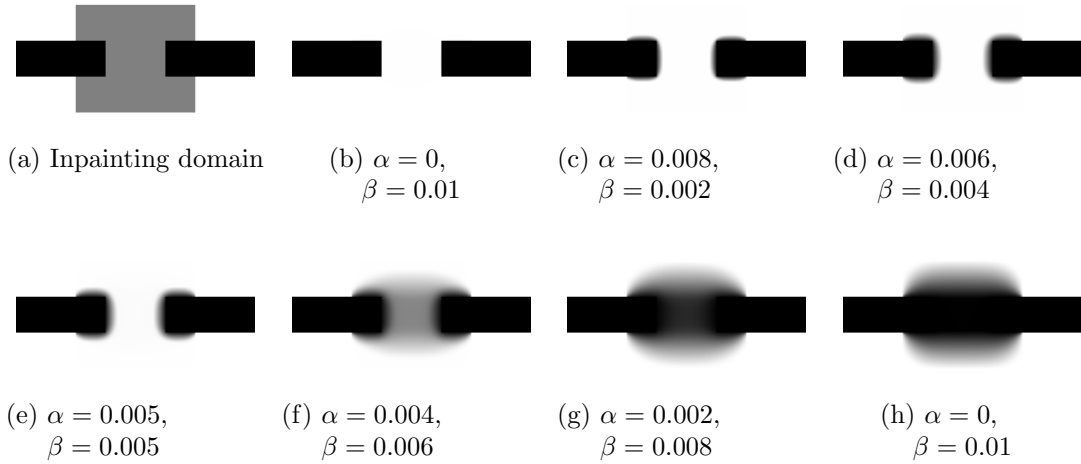 (a) Inpainting domain
(b) α = 0,
β = 0.01
(c) α = 0.008,
β = 0.002
(d) α = 0.006,
β = 0.004
(e) α = 0.005,
β = 0.005
(f) α = 0.004,
β = 0.006
(g) α = 0.002,
β = 0.008
(h) α = 0,
β = 0.01